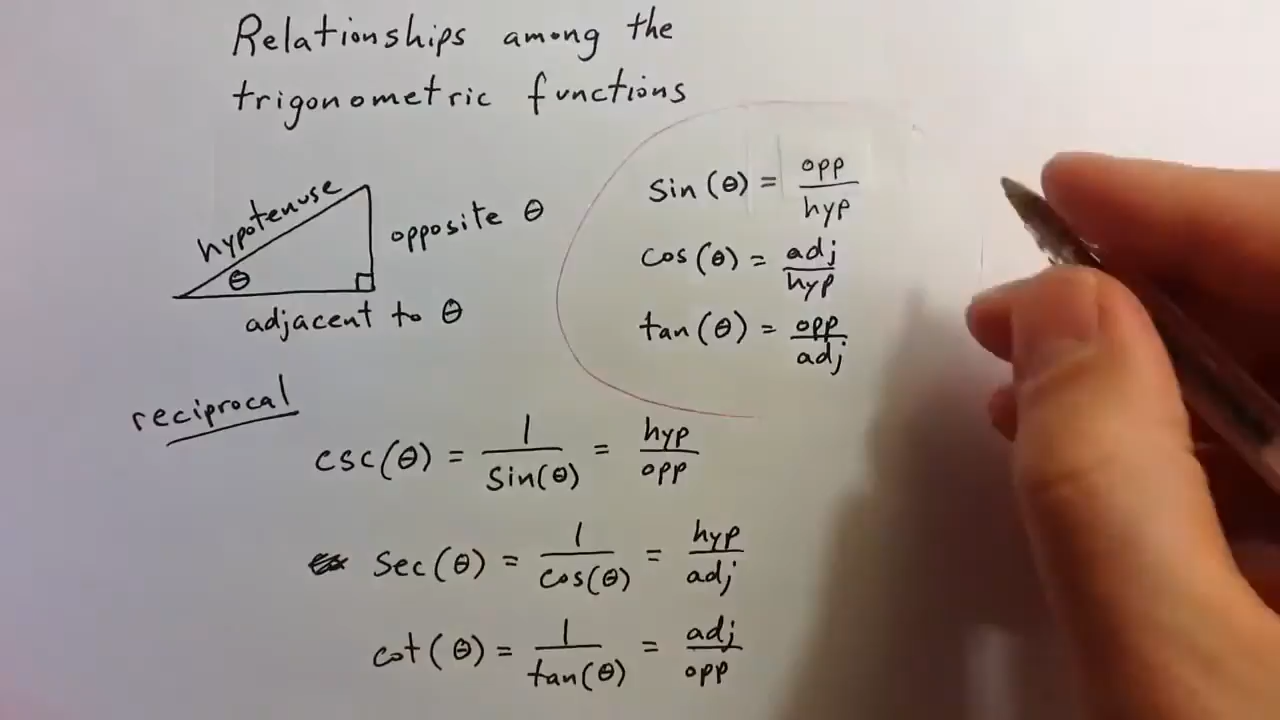 Relationships among the
trigonometric functions
hypotenuse
θ
opposite θ
adjacent to θ
sin(θ) = opp/hyp
cos(θ) = adj/hyp
tan(θ) = opp/adj
reciprocal
csc(θ) = 1/sin(θ) = hyp/opp
sec(θ) = 1/cos(θ) = hyp/adj
cot(θ) = 1/tan(θ) = adj/opp